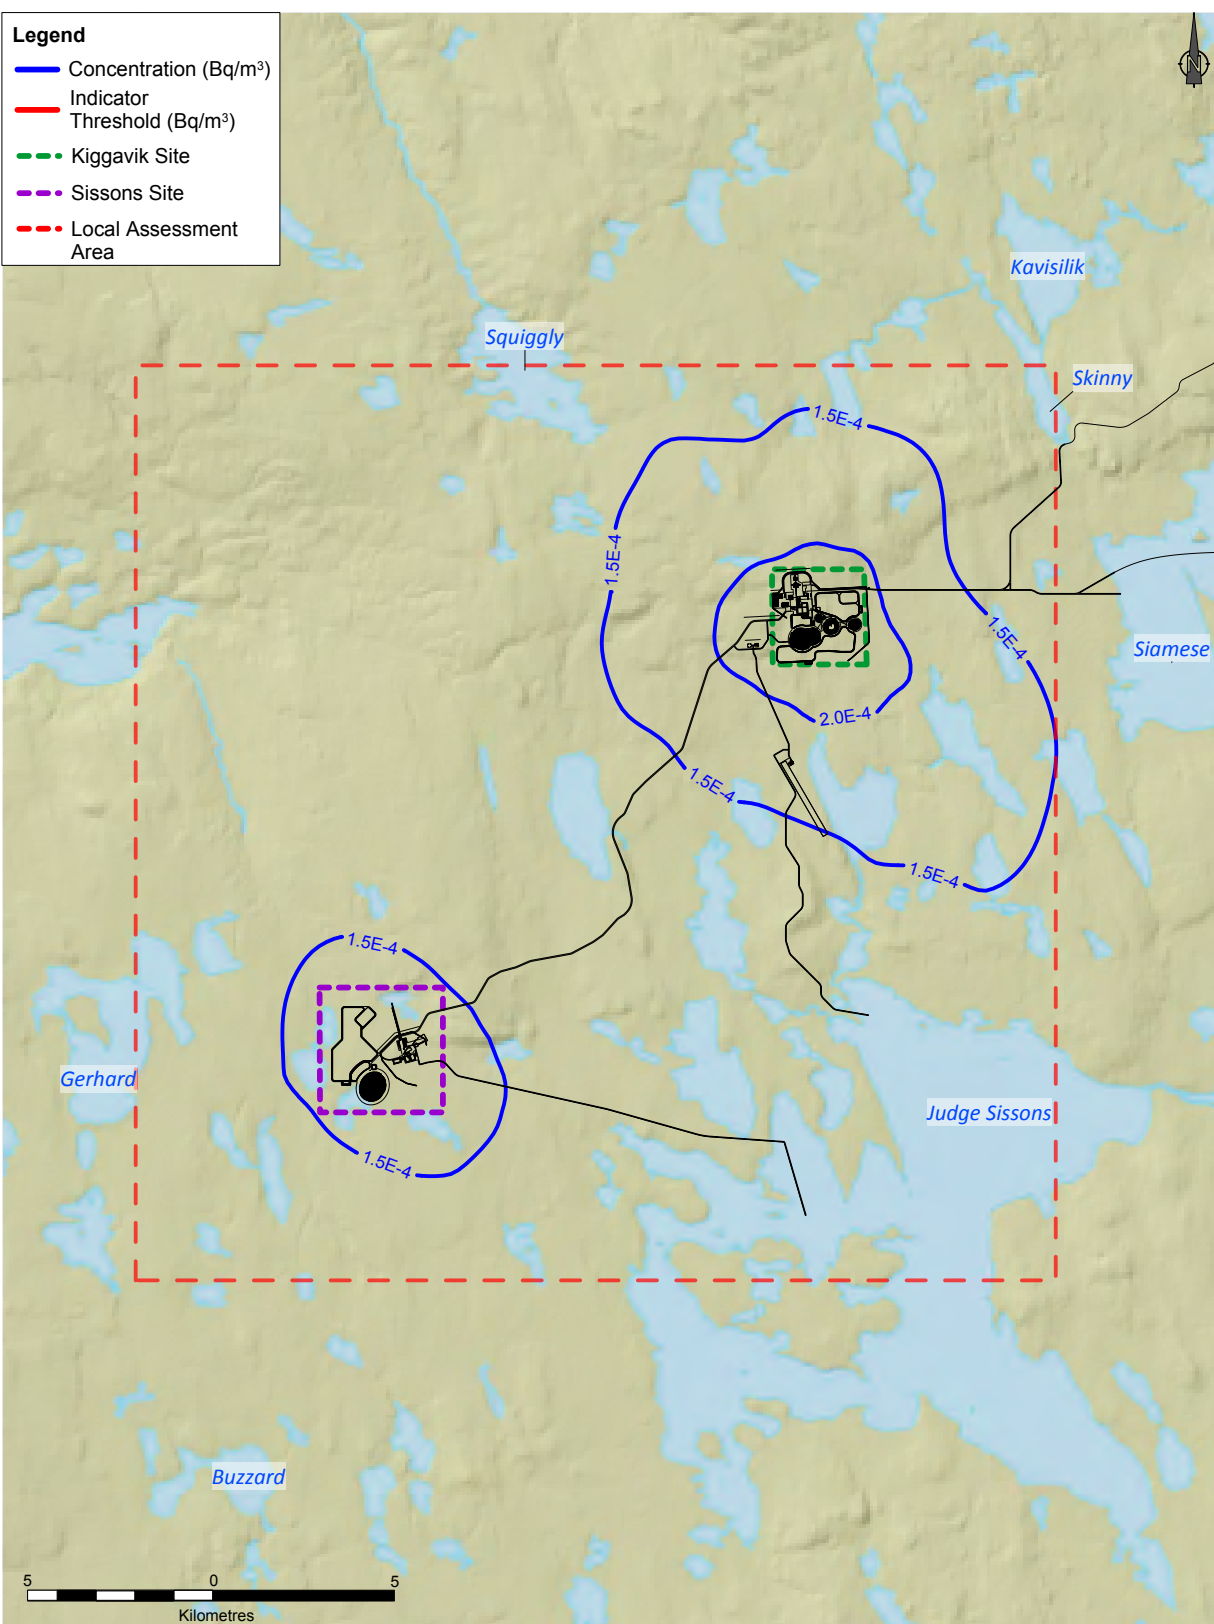 Legend
Concentration (Bq/m³)
Indicator
Threshold (Bq/m³)
Kiggavik Site
Sissons Site
Local Assessment
Area
N
Kavisilik
Squiggly
Skinny
1.5E-4
1.5E-4
1.5E-4
Siamese
2.0E-4
1.5E-4
1.5E-4
1.5E-4
Gerhard
Judge Sissons
1.5E-4
Buzzard
5 0 5
Kilometres